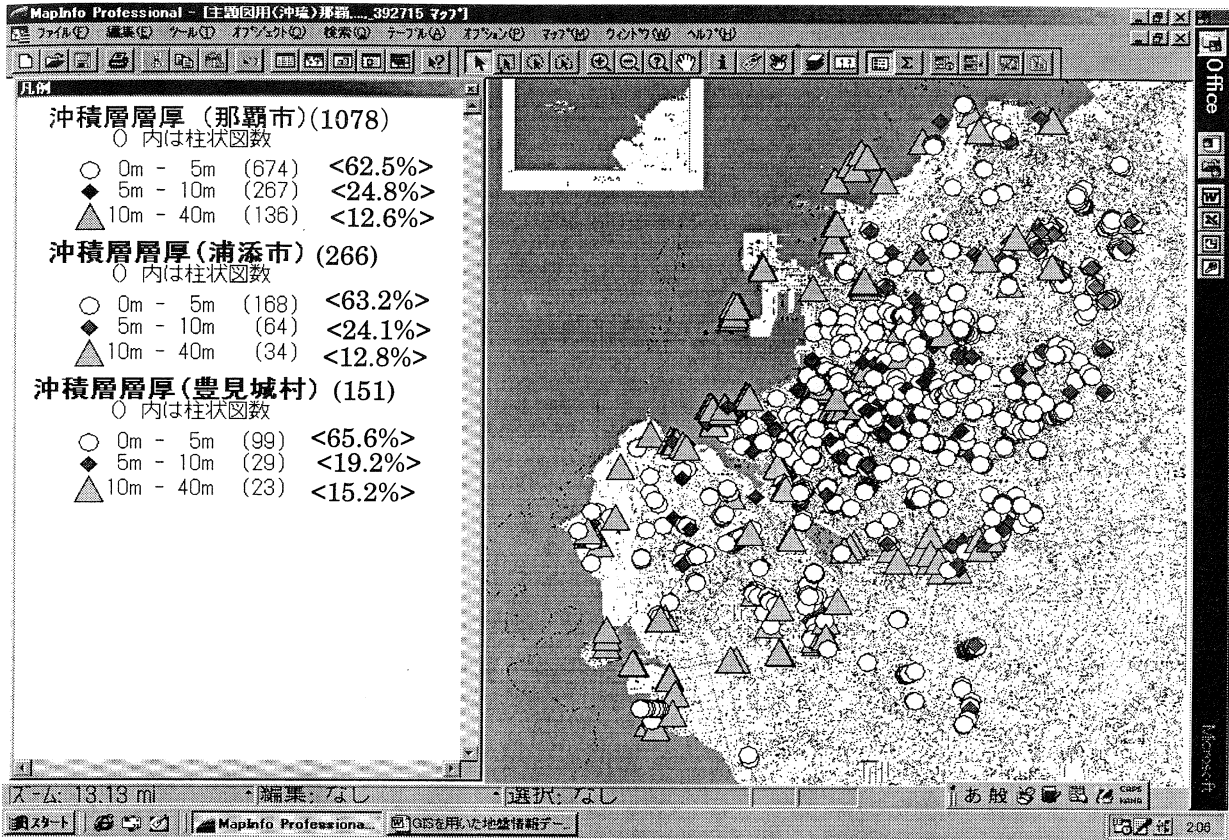 MapInfo Professional - [主題図用(沖琉)那覇...._392715 マップ]
ファイル(F) 編集(E) ツール(T) オブジェクト(O) 検索(Q) テーブル(A) オプション(P) マップ(M) ウィンドウ(W) ヘルプ(H)
凡例
沖積層層厚 (那覇市)(1078)
() 内は柱状図数
0m - 5m (674) <62.5%>
5m - 10m (267) <24.8%>
10m - 40m (136) <12.6%>
沖積層層厚(浦添市) (266)
() 内は柱状図数
0m - 5m (168) <63.2%>
5m - 10m (64) <24.1%>
10m - 40m (34) <12.8%>
沖積層層厚(豊見城村) (151)
() 内は柱状図数
0m - 5m (99) <65.6%>
5m - 10m (29) <19.2%>
10m - 40m (23) <15.2%>
Office
Microsoft
ズーム: 13.13 mi 編集: なし 選択: なし
あ 般 CAPS KANA
スタート MapInfo Professiona... GISを用いた地盤情報デー... 2:06